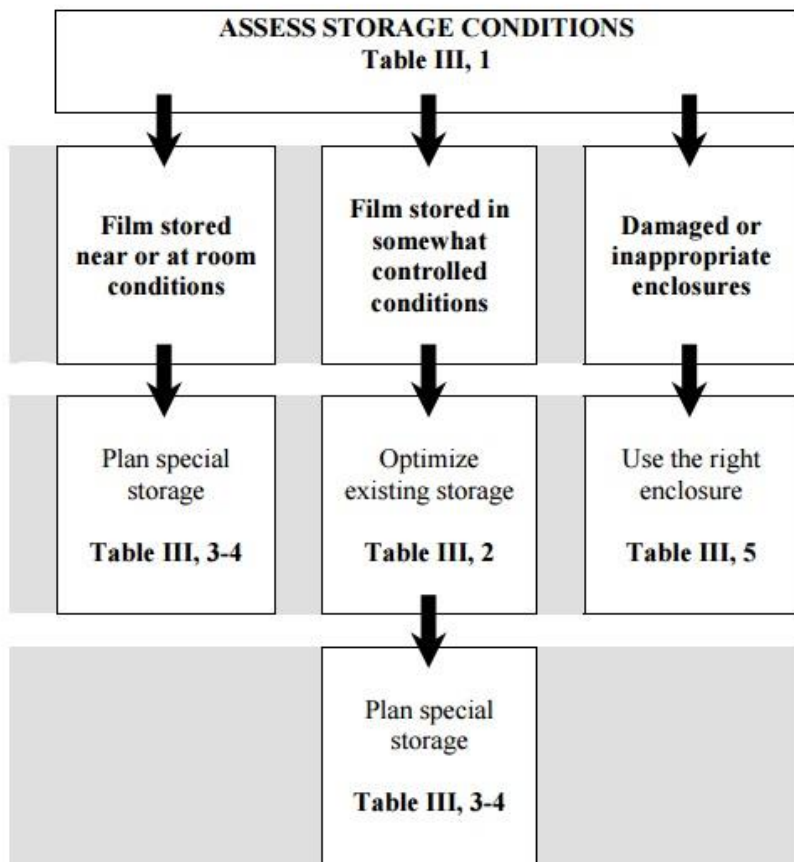 ASSESS STORAGE CONDITIONS
Table III, 1
Film stored
near or at room
conditions
Film stored in
somewhat
controlled
conditions
Damaged or
inappropriate
enclosures
Plan special
storage
Table III, 3-4
Optimize
existing storage
Table III, 2
Use the right
enclosure
Table III, 5
Plan special
storage
Table III, 3-4